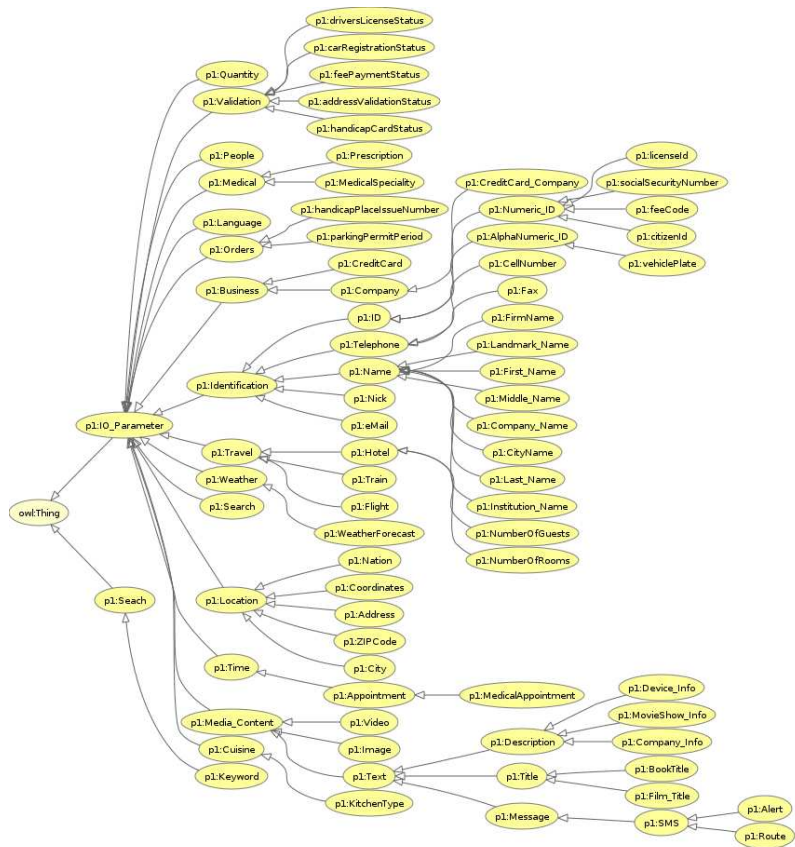 p1:driversLicenseStatus
p1:carRegistrationStatus
p1:Quantity
p1:feePaymentStatus
p1:Validation
p1:addressValidationStatus
p1:handicapCardStatus
p1:People
p1:Prescription
p1:licenseId
p1:Medical
p1:MedicalSpeciality
p1:CreditCard_Company
p1:socialSecurityNumber
p1:handicapPlaceIssueNumber
p1:Numeric_ID
p1:feeCode
p1:Language
p1:Orders
p1:parkingPermitPeriod
p1:AlphaNumeric_ID
p1:citizenId
p1:CreditCard
p1:CellNumber
p1:vehiclePlate
p1:Business
p1:Company
p1:Fax
p1:ID
p1:FirmName
p1:Telephone
p1:Landmark_Name
p1:Name
p1:First_Name
p1:Identification
p1:Nick
p1:Middle_Name
p1:IO_Parameter
p1:eMail
p1:Company_Name
p1:Travel
p1:Hotel
p1:CityName
p1:Weather
p1:Train
p1:Last_Name
p1:Search
p1:Flight
p1:Institution_Name
owl:Thing
p1:WeatherForecast
p1:NumberOfGuests
p1:Nation
p1:NumberOfRooms
p1:Seach
p1:Location
p1:Coordinates
p1:Address
p1:ZIPCode
p1:Time
p1:City
p1:Appointment
p1:MedicalAppointment
p1:Device_Info
p1:Media_Content
p1:Video
p1:MovieShow_Info
p1:Cuisine
p1:Image
p1:Description
p1:Company_Info
p1:Keyword
p1:Text
p1:Title
p1:BookTitle
p1:KitchenType
p1:Film_Title
p1:Message
p1:SMS
p1:Alert
p1:Route